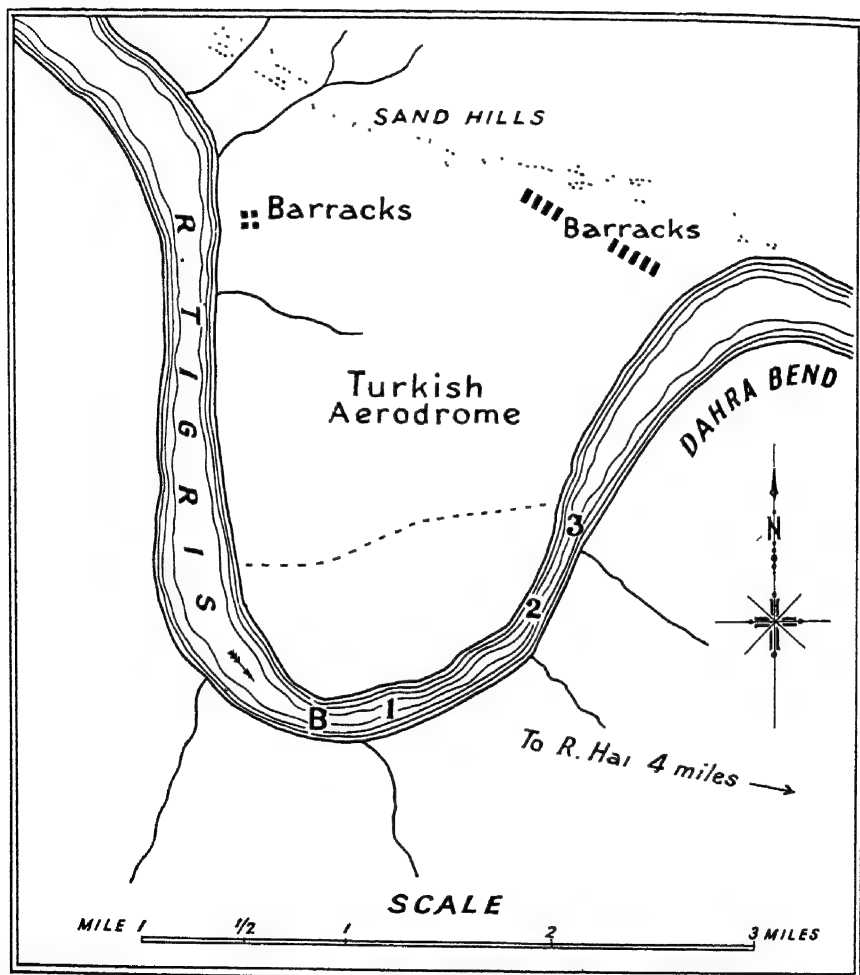 SAND HILLS
Barracks
Barracks
R. TIGRIS
Turkish
Aerodrome
DAHRA BEND
3
N
2
B
1
To R. Hai 4 miles
SCALE
MILE 1 1/2 1 2 3 MILES